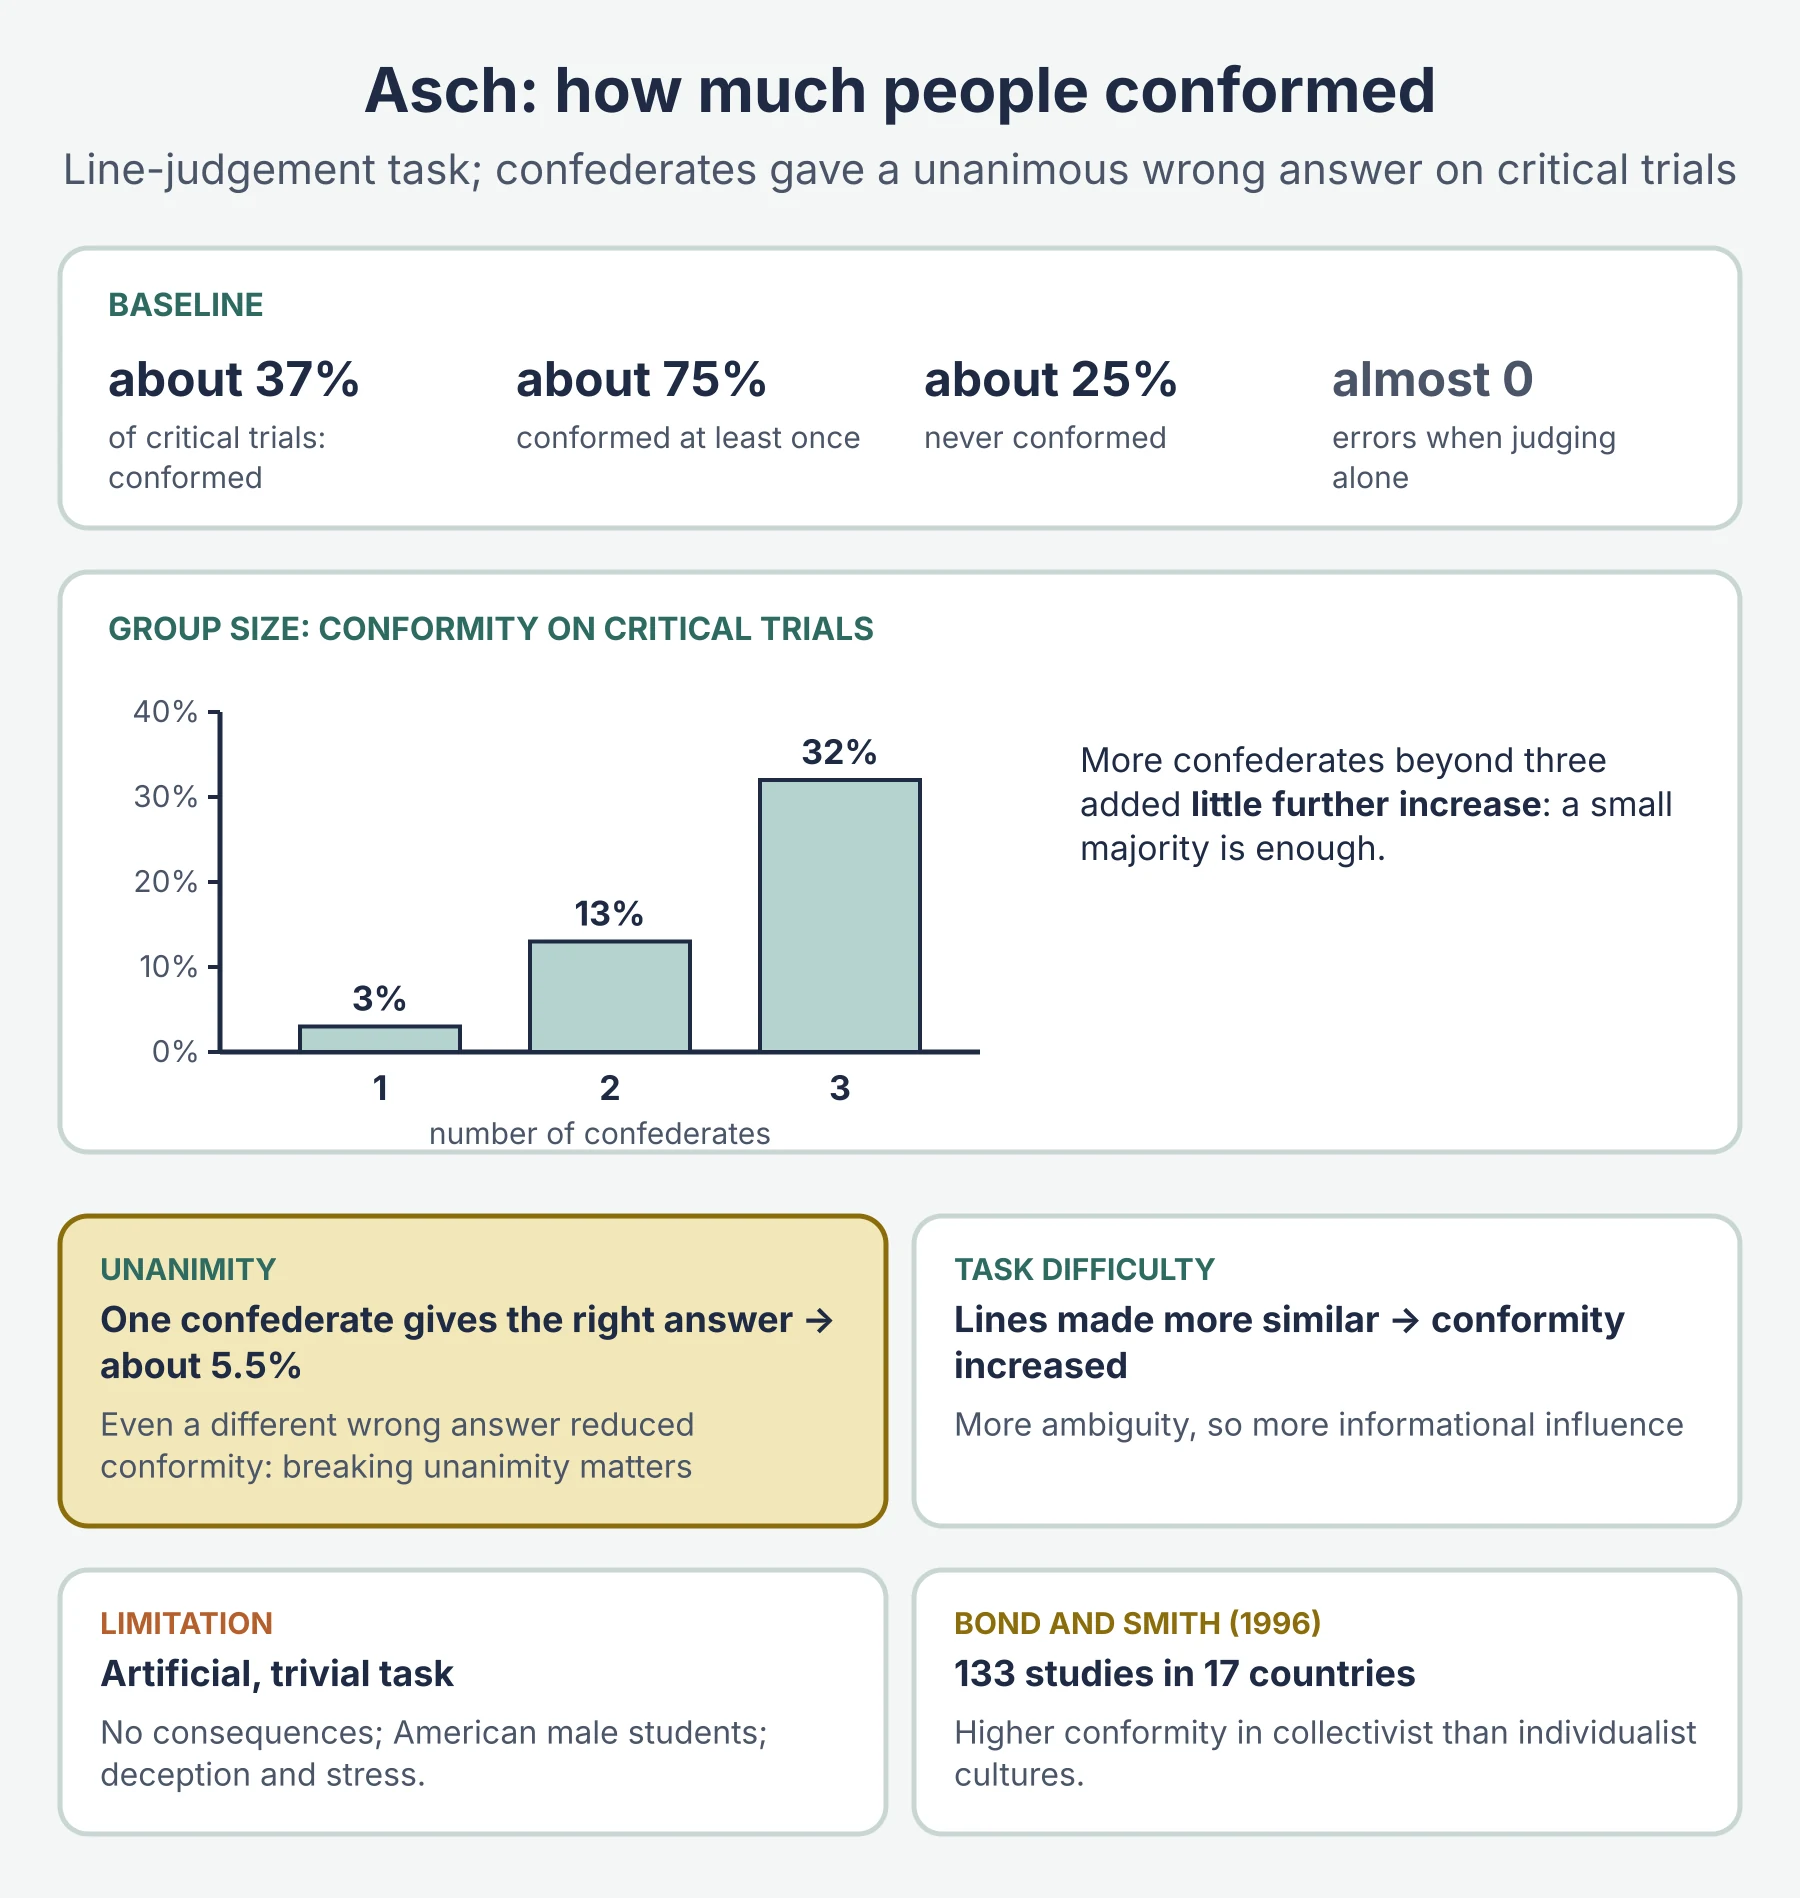 Asch: how much people conformed
Line-judgement task; confederates gave a unanimous wrong answer on critical trials
BASELINE
about 37%
of critical trials:
conformed
about 75%
conformed at least once
about 25%
never conformed
almost 0
errors when judging
alone
GROUP SIZE: CONFORMITY ON CRITICAL TRIALS
40%
30%
20%
10%
0%
3%
13%
32%
1
2
3
number of confederates
More confederates beyond three
added little further increase: a small
majority is enough.
UNANIMITY
One confederate gives the right answer →
about 5.5%
Even a different wrong answer reduced
conformity: breaking unanimity matters
TASK DIFFICULTY
Lines made more similar → conformity
increased
More ambiguity, so more informational influence
LIMITATION
Artificial, trivial task
No consequences; American male students;
deception and stress.
BOND AND SMITH (1996)
133 studies in 17 countries
Higher conformity in collectivist than individualist
cultures.